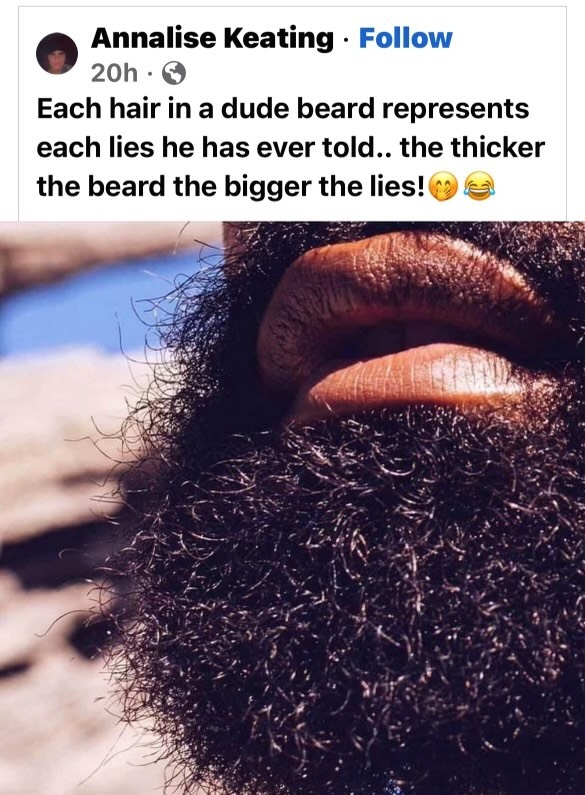 Annalise Keating · Follow
20h ·
Each hair in a dude beard represents
each lies he has ever told.. the thicker
the beard the bigger the lies!🤭😂